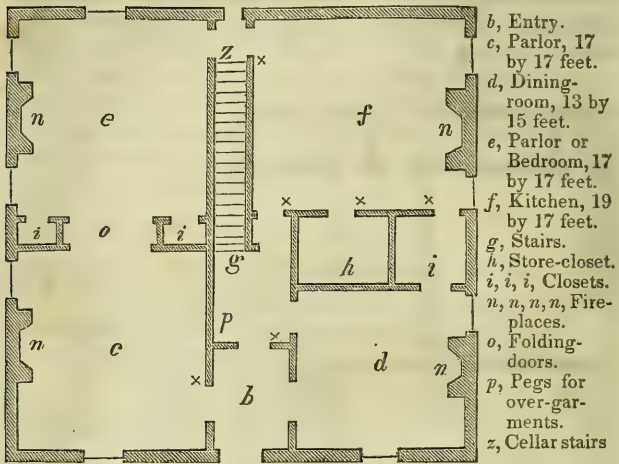 z × 
n e f n
× × ×
i o i
g h i
p ×
n c d n
×
b
b, Entry.
c, Parlor, 17
by 17 feet.
d, Dining-
room, 13 by
15 feet.
e, Parlor or
Bedroom, 17
by 17 feet.
f, Kitchen, 19
by 17 feet.
g, Stairs.
h, Store-closet.
i, i, i, Closets.
n, n, n, n, Fire-
places.
o, Folding-
doors.
p, Pegs for
over-gar-
ments.
z, Cellar stairs